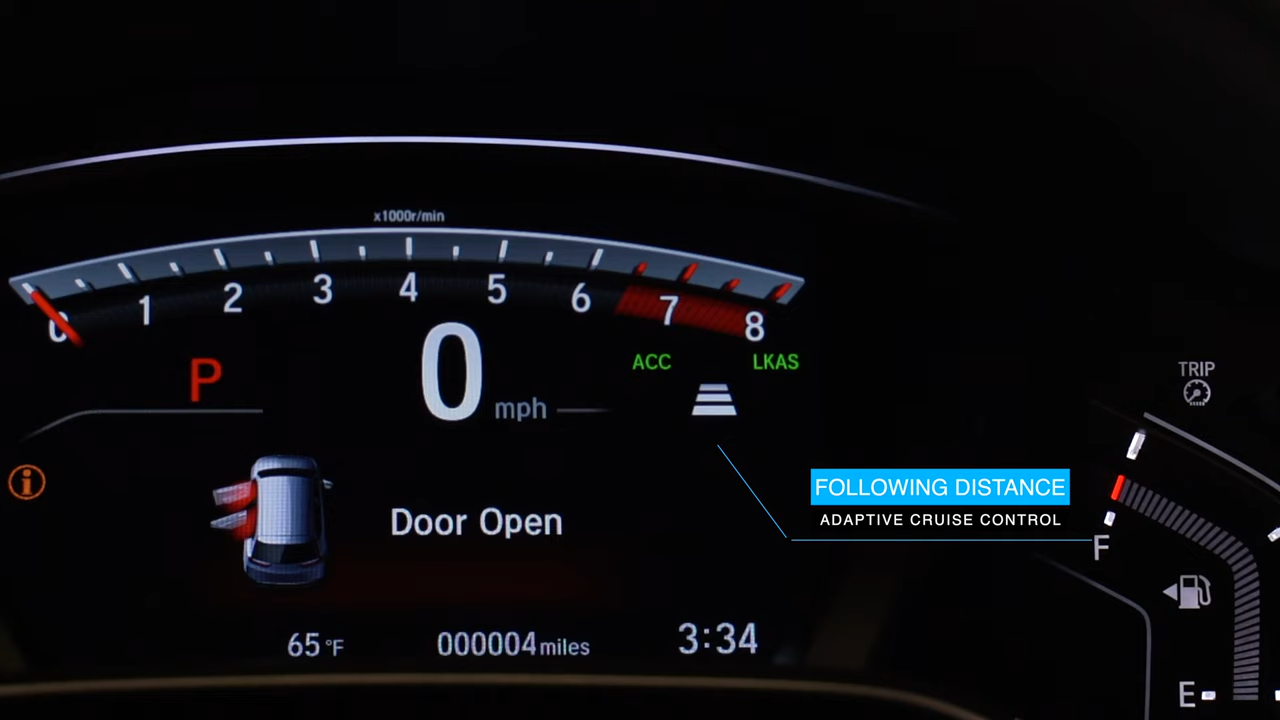 x1000r/min
0 1 2 3 4 5 6 7 8
ACC LKAS
P
0 mph
TRIP
i
FOLLOWING DISTANCE
ADAPTIVE CRUISE CONTROL
Door Open
F
65°F 000004 miles 3:34
E